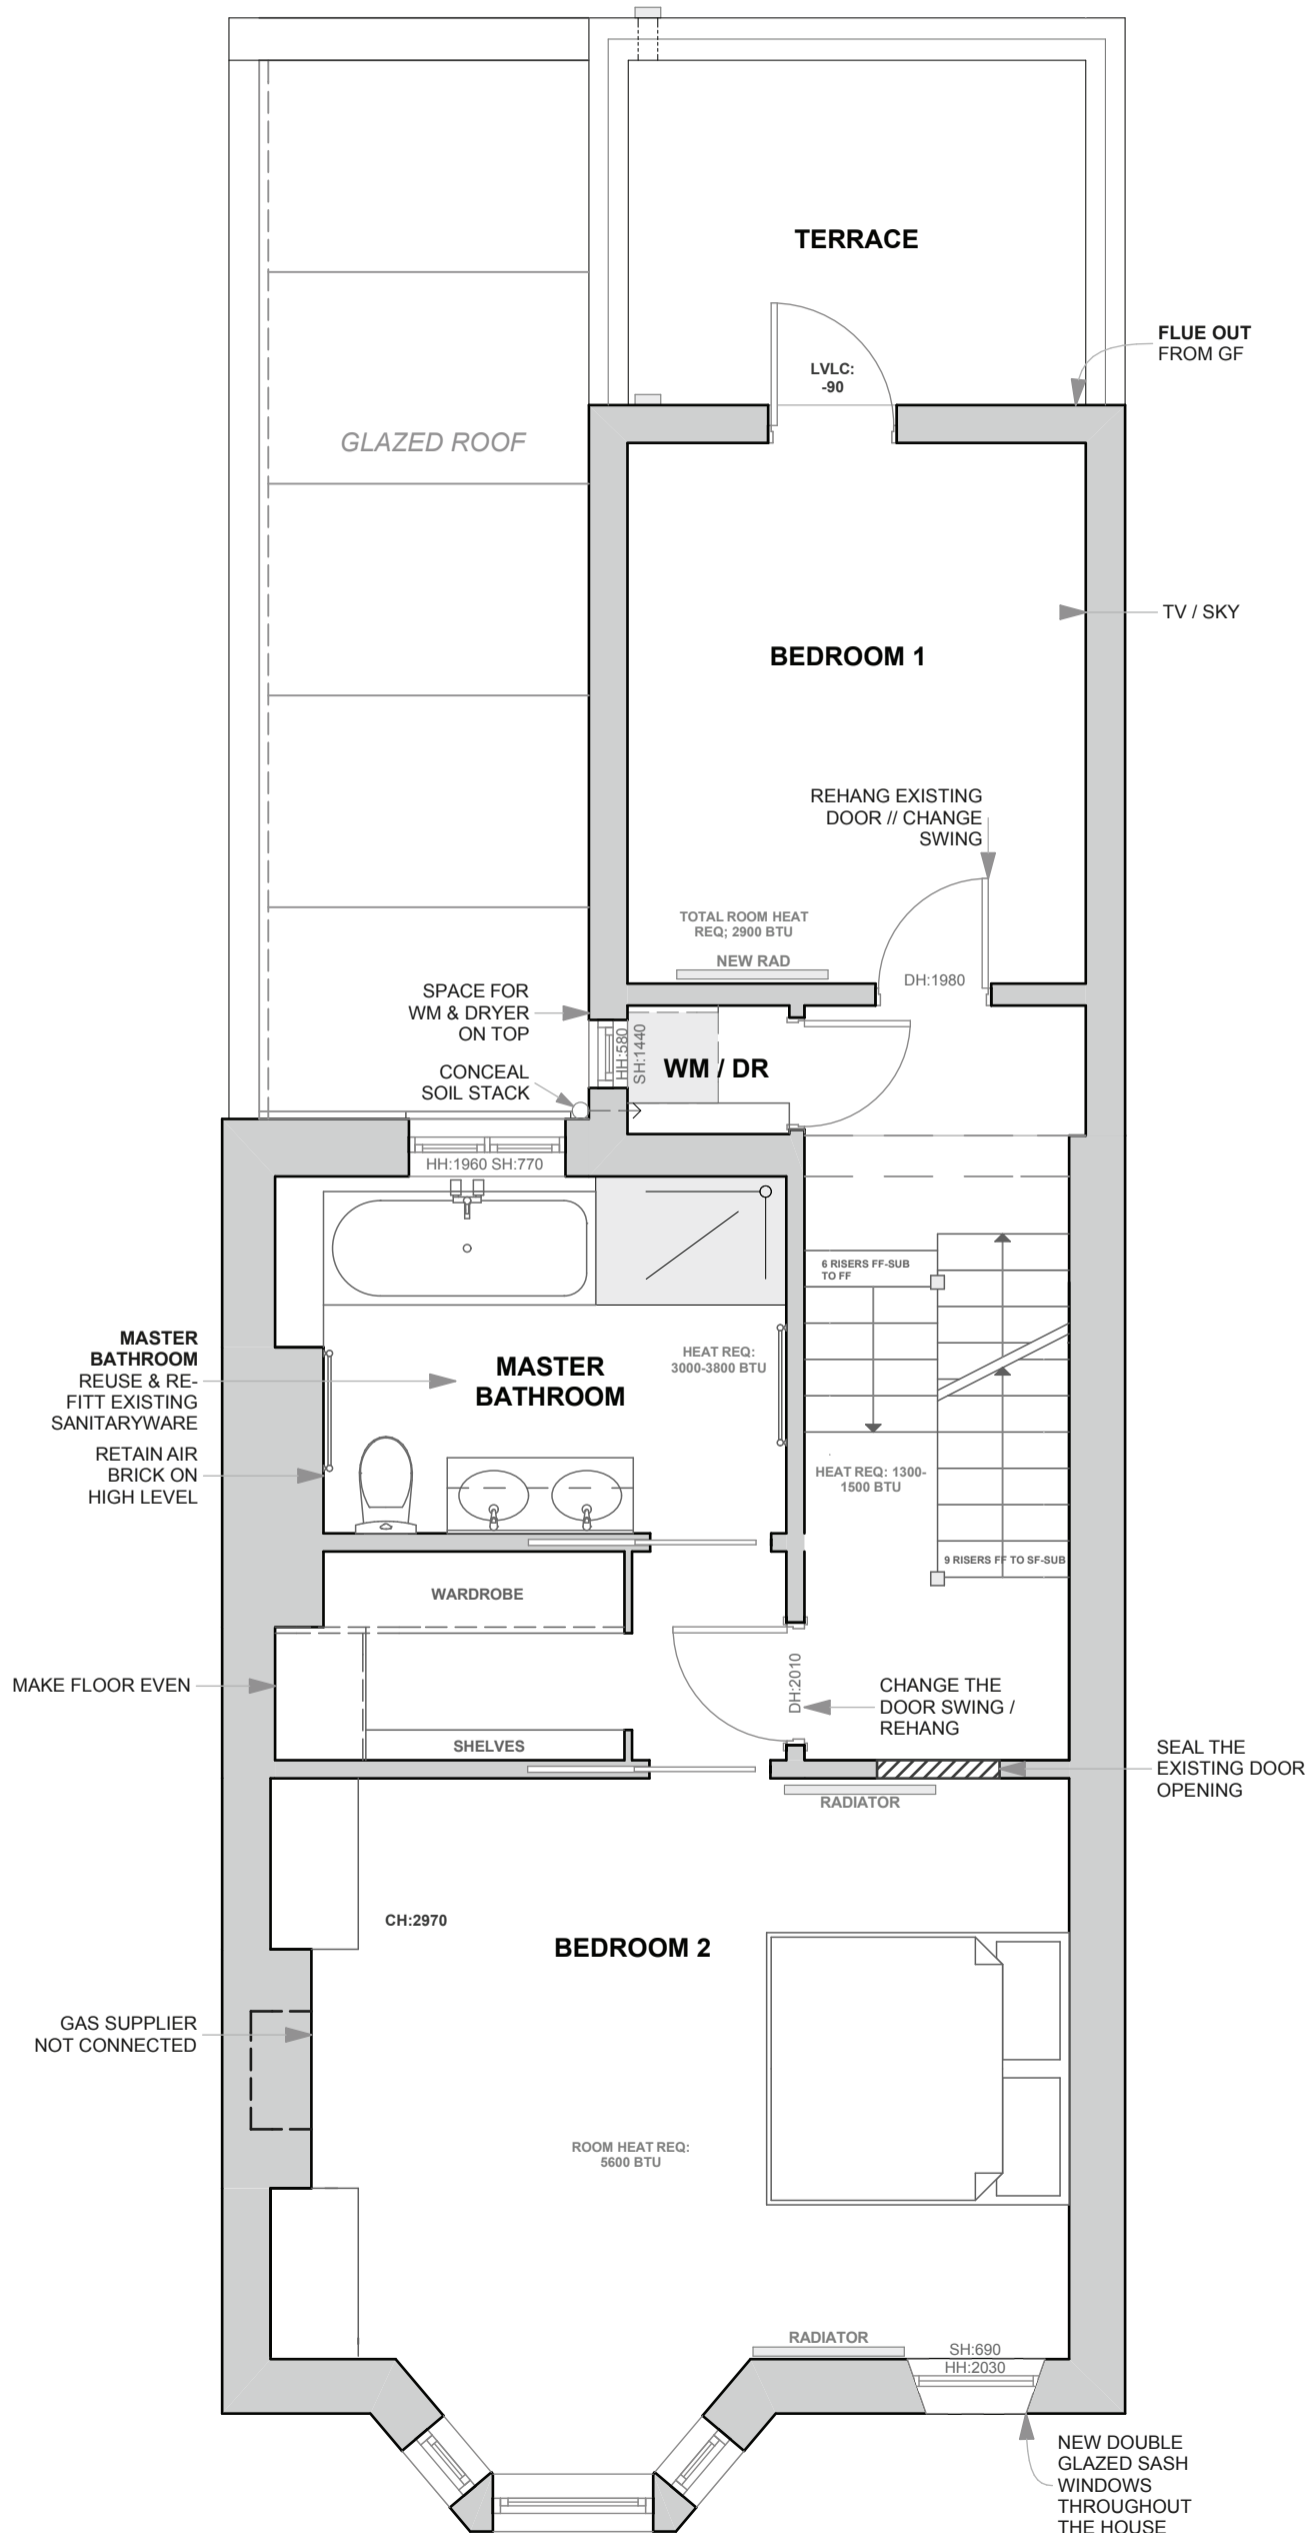 TERRACE
FLUE OUT
FROM GF
LVLC:
-90
GLAZED ROOF
TV / SKY
BEDROOM 1
REHANG EXISTING
DOOR // CHANGE
SWING
TOTAL ROOM HEAT
REQ; 2900 BTU
NEW RAD
DH:1980
SPACE FOR
WM & DRYER
ON TOP
HH:580
SH:1440
WM / DR
CONCEAL
SOIL STACK
HH:1960 SH:770
6 RISERS FF-SUB
TO FF
MASTER
BATHROOM
REUSE & RE-
FITT EXISTING
SANITARYWARE
MASTER
BATHROOM
HEAT REQ:
3000-3800 BTU
RETAIN AIR
BRICK ON
HIGH LEVEL
HEAT REQ: 1300-
1500 BTU
9 RISERS FF TO SF-SUB
WARDROBE
MAKE FLOOR EVEN
DH:2010
CHANGE THE
DOOR SWING /
REHANG
SHELVES
SEAL THE
EXISTING DOOR
OPENING
RADIATOR
CH:2970
BEDROOM 2
GAS SUPPLIER
NOT CONNECTED
ROOM HEAT REQ:
5600 BTU
RADIATOR
SH:690
HH:2030
NEW DOUBLE
GLAZED SASH
WINDOWS
THROUGHOUT
THE HOUSE